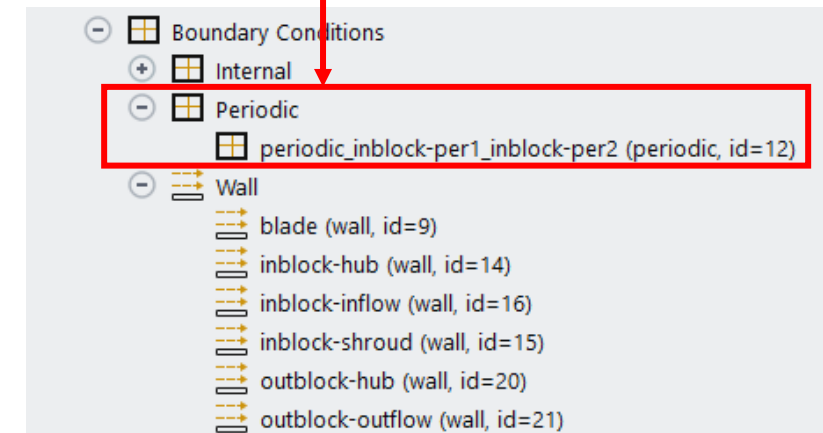 Boundary Conditions
Internal
Periodic
periodic_inblock-per1_inblock-per2 (periodic, id=12)
Wall
blade (wall, id=9)
inblock-hub (wall, id=14)
inblock-inflow (wall, id=16)
inblock-shroud (wall, id=15)
outblock-hub (wall, id=20)
outblock-outflow (wall, id=21)